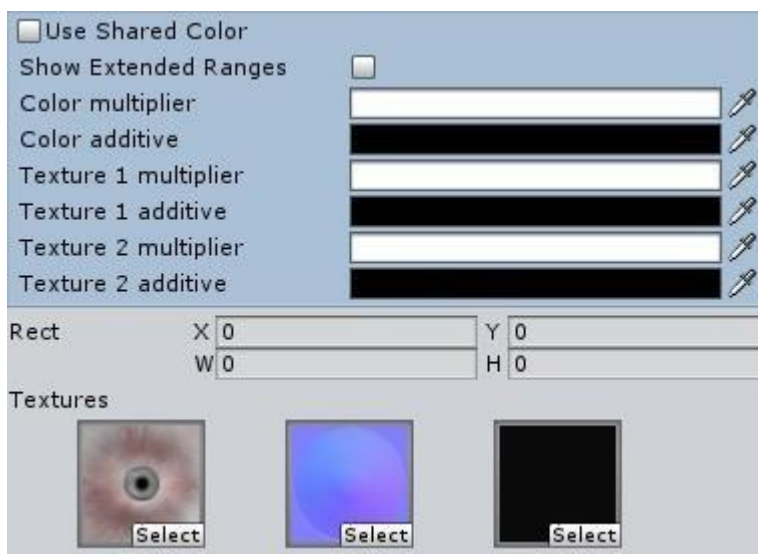 Use Shared Color
Show Extended Ranges
Color multiplier
Color additive
Texture 1 multiplier
Texture 1 additive
Texture 2 multiplier
Texture 2 additive
Rect X 0 Y 0
W 0 H 0
Textures
Select Select Select